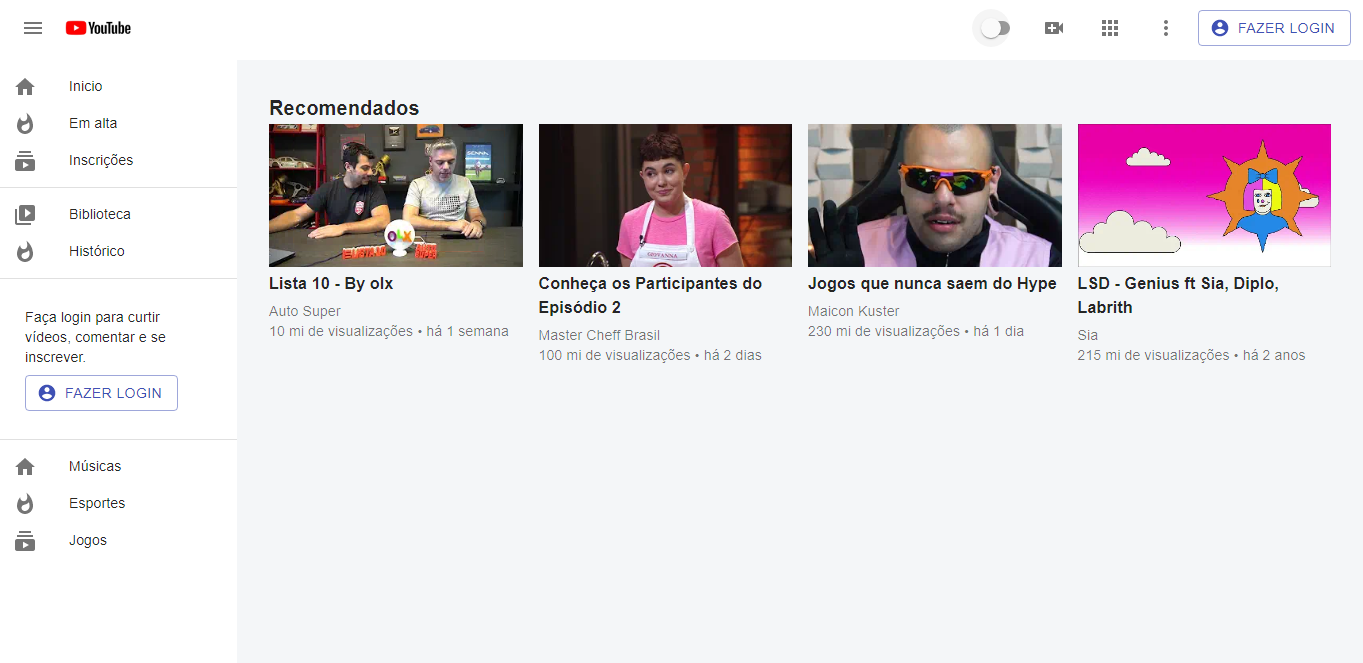 YouTube
FAZER LOGIN
Inicio
Em alta
Inscrições
Biblioteca
Histórico
Faça login para curtir
vídeos, comentar e se
inscrever.
FAZER LOGIN
Músicas
Esportes
Jogos
Recomendados
olx
GIOVANNA
Lista 10 - By olx
Auto Super
10 mi de visualizações • há 1 semana
Conheça os Participantes do
Episódio 2
Master Cheff Brasil
100 mi de visualizações • há 2 dias
Jogos que nunca saem do Hype
Maicon Kuster
230 mi de visualizações • há 1 dia
LSD - Genius ft Sia, Diplo,
Labrith
Sia
215 mi de visualizações • há 2 anos